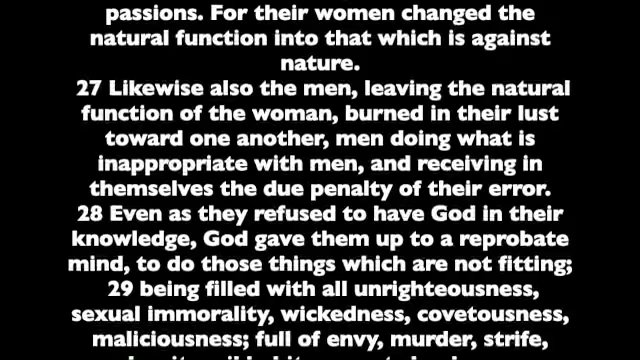 passions. For their women changed the
natural function into that which is against
nature.
27 Likewise also the men, leaving the natural
function of the woman, burned in their lust
toward one another, men doing what is
inappropriate with men, and receiving in
themselves the due penalty of their error.
28 Even as they refused to have God in their
knowledge, God gave them up to a reprobate
mind, to do those things which are not fitting;
29 being filled with all unrighteousness,
sexual immorality, wickedness, covetousness,
maliciousness; full of envy, murder, strife,